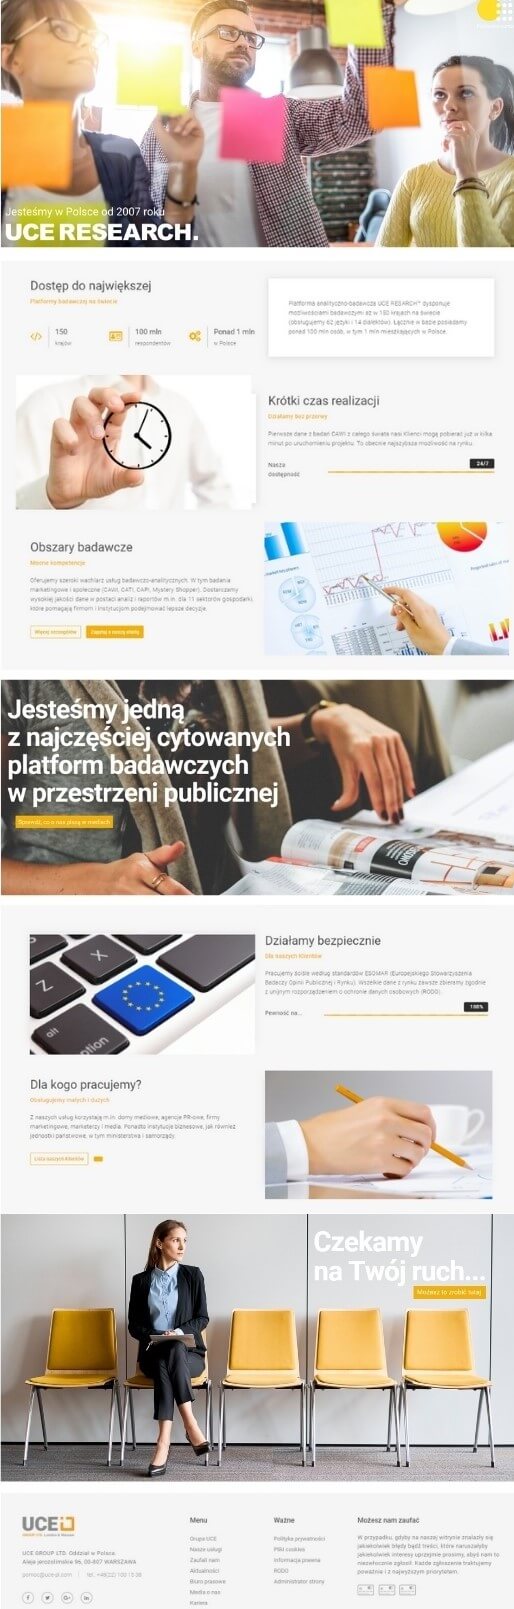 Jesteśmy w Polsce od 2007 roku
UCE RESEARCH.
Dostęp do największej
Platformy badawczej na świecie
150
krajów
100 mln
respondentów
Ponad 1 mln
w Polsce
Platforma analityczno-badawcza UCE RESEARCH™ dysponuje
możliwościami badawczymi aż w 150 krajach na świecie
(obsługujemy 62 języki i 14 dialektów). Łącznie w bazie posiadamy
ponad 100 mln osób, w tym 1 mln mieszkających w Polsce.
Krótki czas realizacji
Działamy bez przerwy
Pierwsze dane z badań CAWI z całego świata nasi Klienci mogą pobierać już w kilka
minut po uruchomieniu projektu. To obecnie najszybsza możliwość na rynku.
Nasza
dostępność
24/7
Obszary badawcze
Mocne kompetencje
Oferujemy szeroki wachlarz usług badawczo-analitycznych. W tym badania
marketingowe i społeczne (CAWI, CATI, CAPI, Mystery Shopper). Dostarczamy
wysokiej jakości dane w postaci analiz i raportów m.in. dla 11 sektorów gospodarki,
które pomagają firmom i instytucjom podejmować lepsze decyzje.
Więcej szczegółów
Zapytaj o naszą ofertę
Jesteśmy jedną
z najczęściej cytowanych
platform badawczych
w przestrzeni publicznej
Sprawdź, co o nas piszą w mediach
Z
X
alt
option
Działamy bezpiecznie
Dla naszych Klientów
Pracujemy ściśle według standardów ESOMAR (Europejskiego Stowarzyszenia
Badaczy Opinii Publicznej i Rynku). Wszelkie dane z rynku zawsze zbieramy zgodnie
z unijnym rozporządzeniem o ochronie danych osobowych (RODO).
Pewność na...
100%
Dla kogo pracujemy?
Obsługujemy małych i dużych
Z naszych usług korzystają m.in. domy mediowe, agencje PR-owe, firmy
marketingowe, marketerzy i media. Ponadto instytucje biznesowe, jak również
jednostki państwowe, w tym ministerstwa i samorządy.
Lista naszych klientów
Czekamy
na Twój ruch...
Możesz to zrobić tutaj
UCE
GROUP LTD. London & Warsaw
UCE GROUP LTD. Oddział w Polsce.
Aleje jerozolimskie 96, 00-807 WARSZAWA
Menu
Grupa UCE
Nasze usługi
Zaufali nam
Aktualności
Biuro prasowe
Media o nas
Kariera
Ważne
Polityka prywatności
Pliki cookies
Informacja prawna
RODO
Administrator strony
Możesz nam zaufać
W przypadku, gdyby na naszej witrynie znalazły się
jakiekolwiek błędy bądź treści, które naruszałyby
jakiekolwiek interesy uprzejmie prosimy, abyś nam to
niezwłocznie zgłosił. Każde zgłoszenie traktujemy
poważnie i z najwyższym priorytetem.